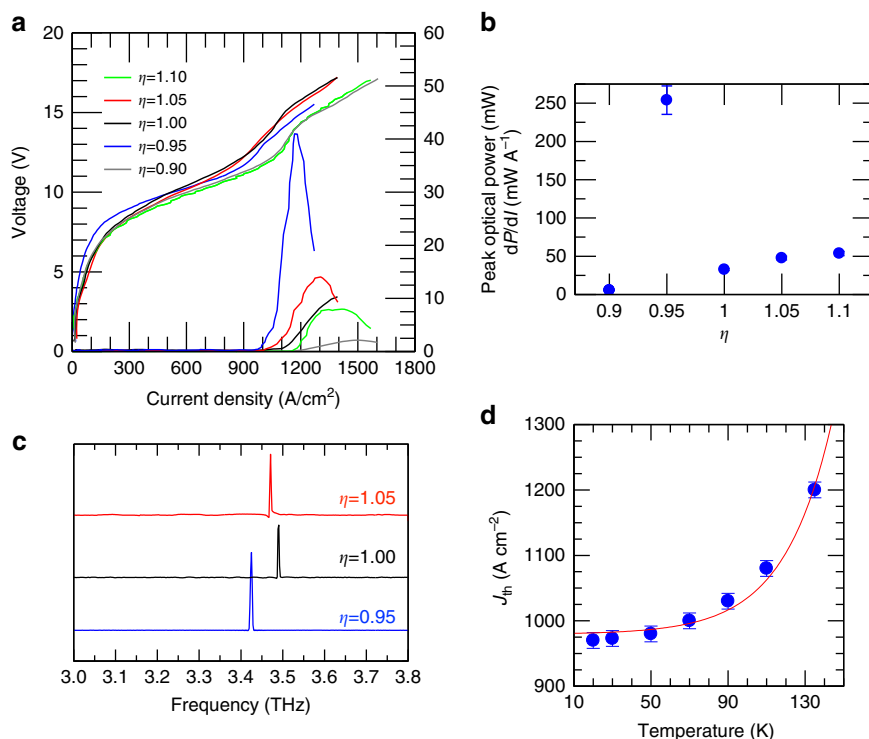 a
20
15
10
5
0
Voltage (V)
η=1.10
η=1.05
η=1.00
η=0.95
η=0.90
60
50
40
30
20
10
0
Peak optical power (mW)
0 300 600 900 1200 1500 1800
Current density (A/cm²)
b
250
200
150
100
50
0
dP/dI (mW A⁻¹)
0.9 0.95 1 1.05 1.1
η
c
η=1.05
η=1.00
η=0.95
3.0 3.1 3.2 3.3 3.4 3.5 3.6 3.7 3.8
Frequency (THz)
d
1300
1200
1100
1000
900
Jth (A cm⁻²)
10 50 90 130
Temperature (K)